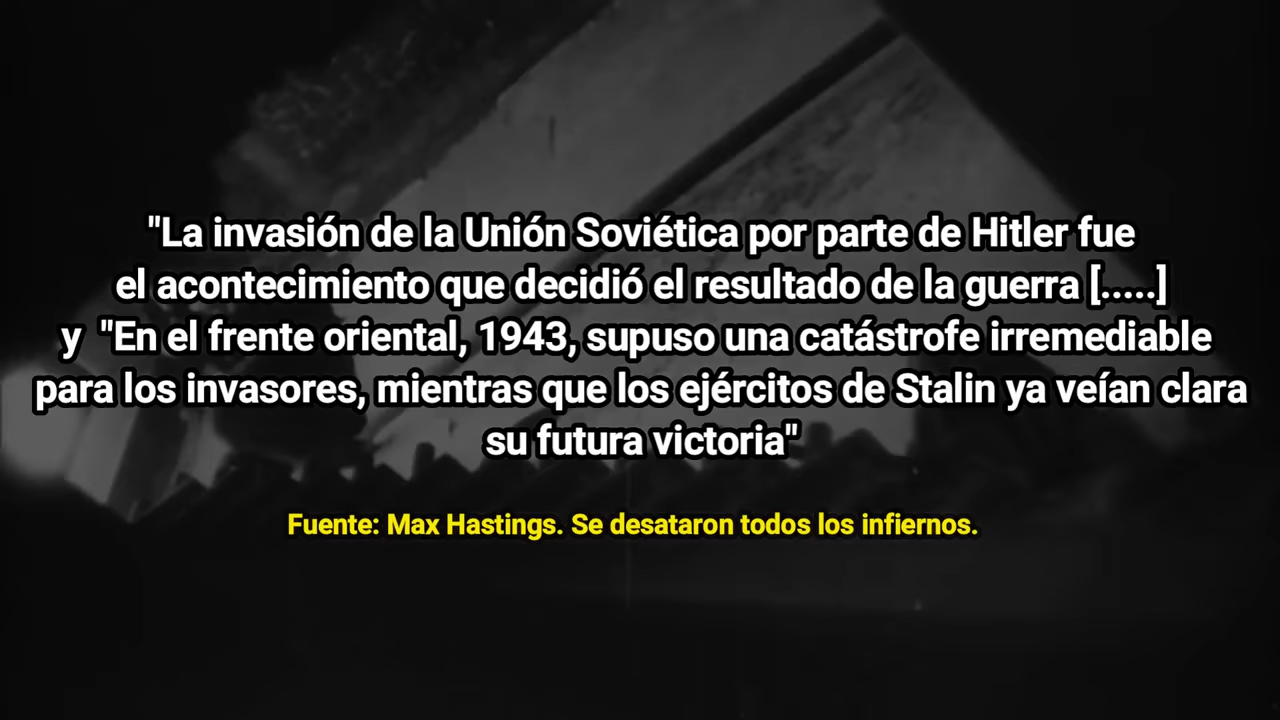 "La invasión de la Unión Soviética por parte de Hitler fue
el acontecimiento que decidió el resultado de la guerra [.....]
y  "En el frente oriental, 1943, supuso una catástrofe irremediable
para los invasores, mientras que los ejércitos de Stalin ya veían clara
su futura victoria"
Fuente: Max Hastings. Se desataron todos los infiernos.